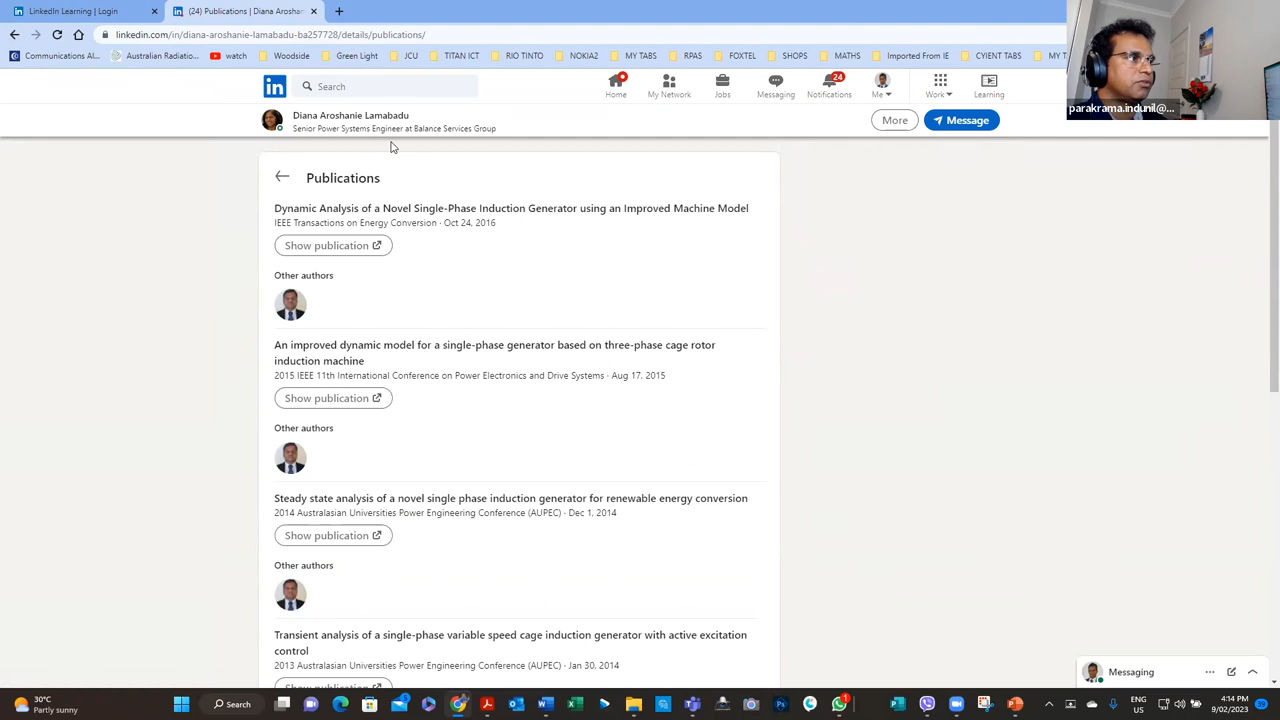 LinkedIn Learning | Login
(24) Publications | Diana Aroshan
linkedin.com/in/diana-aroshanie-lamabadu-ba257728/details/publications/
Communications Al...
Australian Radiatio...
watch
Woodside
Green Light
JCU
TITAN ICT
RIO TINTO
NOKIA2
MY TABS
RPAS
FOXTEL
SHOPS
MATHS
Imported From IE
CYIENT TABS
MY T
parakrama.indunil@...
in
Search
Home
My Network
Jobs
Messaging
24
Notifications
Me
Work
Learning
Diana Aroshanie Lamabadu
Senior Power Systems Engineer at Balance Services Group
More
Message
Publications
Dynamic Analysis of a Novel Single-Phase Induction Generator using an Improved Machine Model
IEEE Transactions on Energy Conversion · Oct 24, 2016
Show publication
Other authors
An improved dynamic model for a single-phase generator based on three-phase cage rotor
induction machine
2015 IEEE 11th International Conference on Power Electronics and Drive Systems · Aug 17, 2015
Show publication
Other authors
Steady state analysis of a novel single phase induction generator for renewable energy conversion
2014 Australasian Universities Power Engineering Conference (AUPEC) · Dec 1, 2014
Show publication
Other authors
Transient analysis of a single-phase variable speed cage induction generator with active excitation
control
2013 Australasian Universities Power Engineering Conference (AUPEC) · Jan 30, 2014
Show publication
Messaging
30°C
Partly sunny
Search
1
ENG
US
4:14 PM
9/02/2023